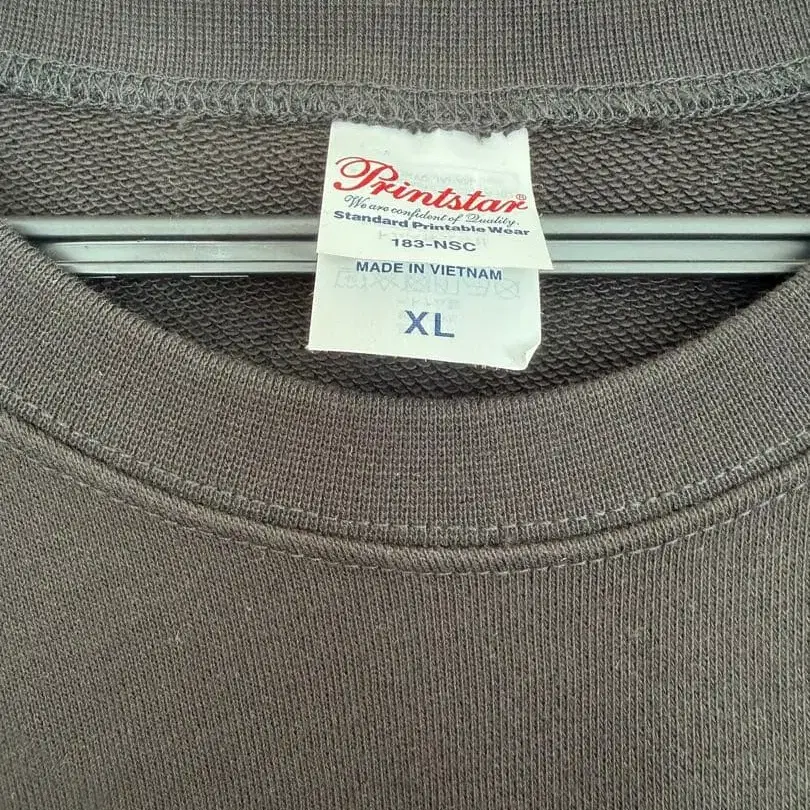 Printstar®
We are confident of Quality.
Standard Printable Wear
183-NSC
MADE IN VIETNAM
XL